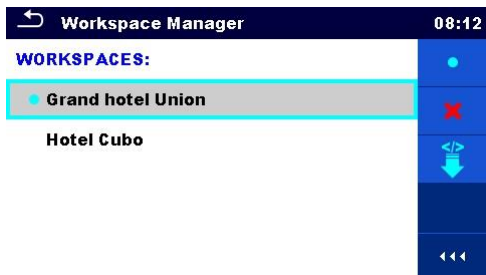 Workspace Manager
08:12
WORKSPACES:
Grand hotel Union
Hotel Cubo
</>